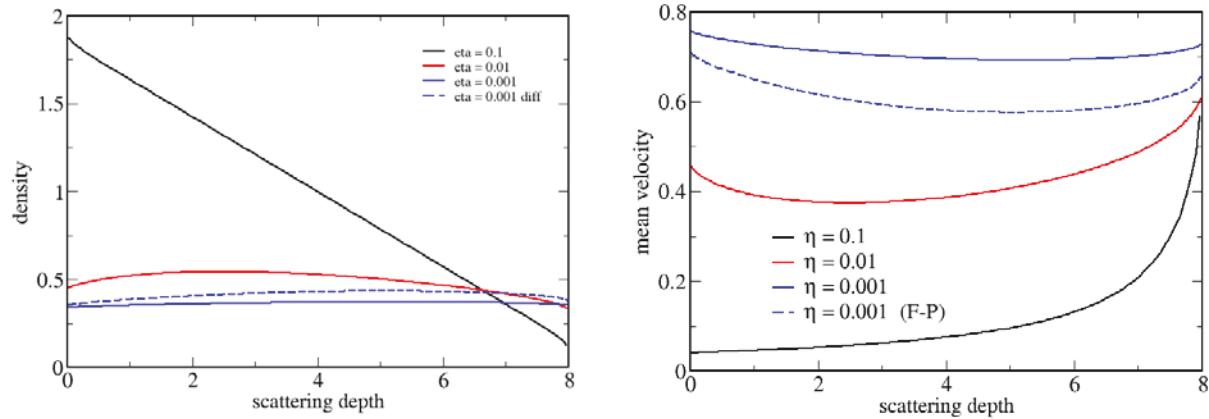 2
1.5
1
0.5
0
density
eta = 0.1
eta = 0.01
eta = 0.001
eta = 0.001 diff
0 2 4 6 8
scattering depth
0.8
0.6
0.4
0.2
0
mean velocity
η = 0.1
η = 0.01
η = 0.001
η = 0.001 (F-P)
0 2 4 6 8
scattering depth